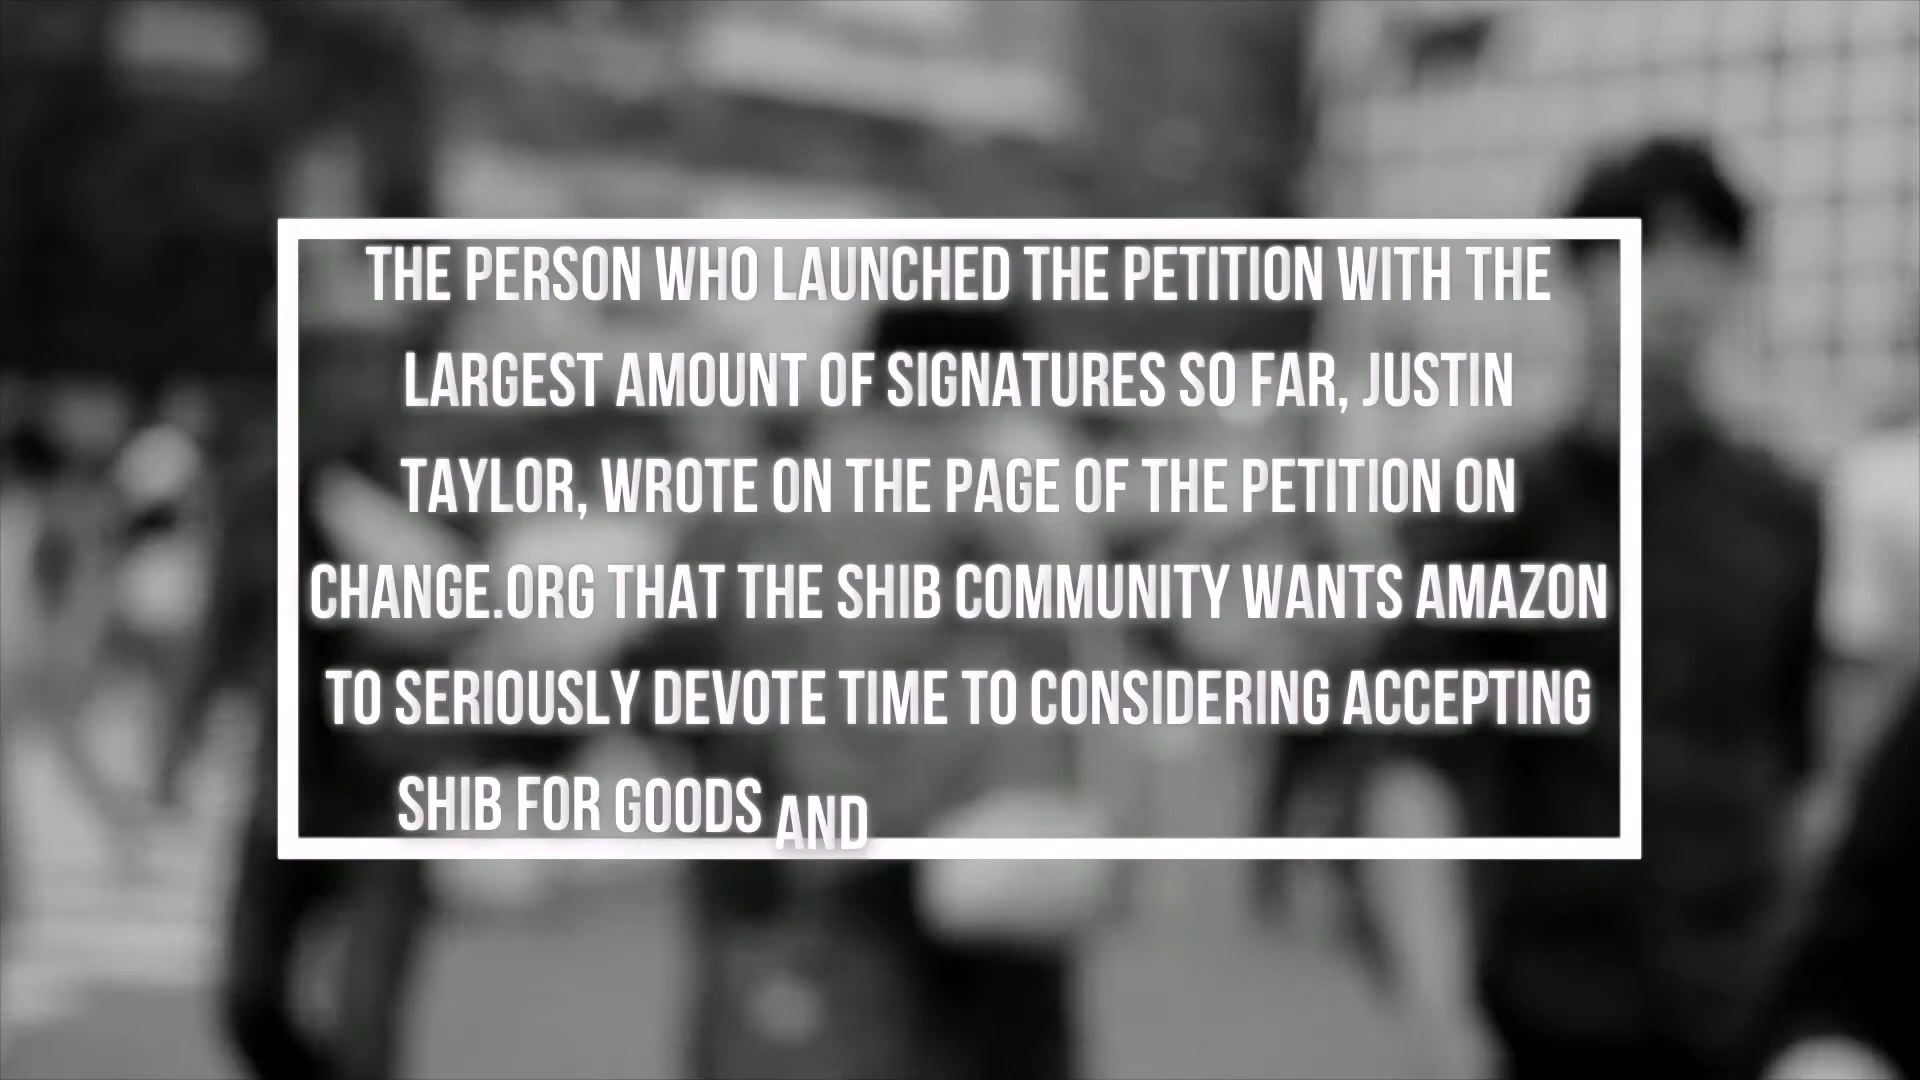 THE PERSON WHO LAUNCHED THE PETITION WITH THE
LARGEST AMOUNT OF SIGNATURES SO FAR, JUSTIN
TAYLOR, WROTE ON THE PAGE OF THE PETITION ON
CHANGE.ORG THAT THE SHIB COMMUNITY WANTS AMAZON
TO SERIOUSLY DEVOTE TIME TO CONSIDERING ACCEPTING
SHIB FOR GOODS AND